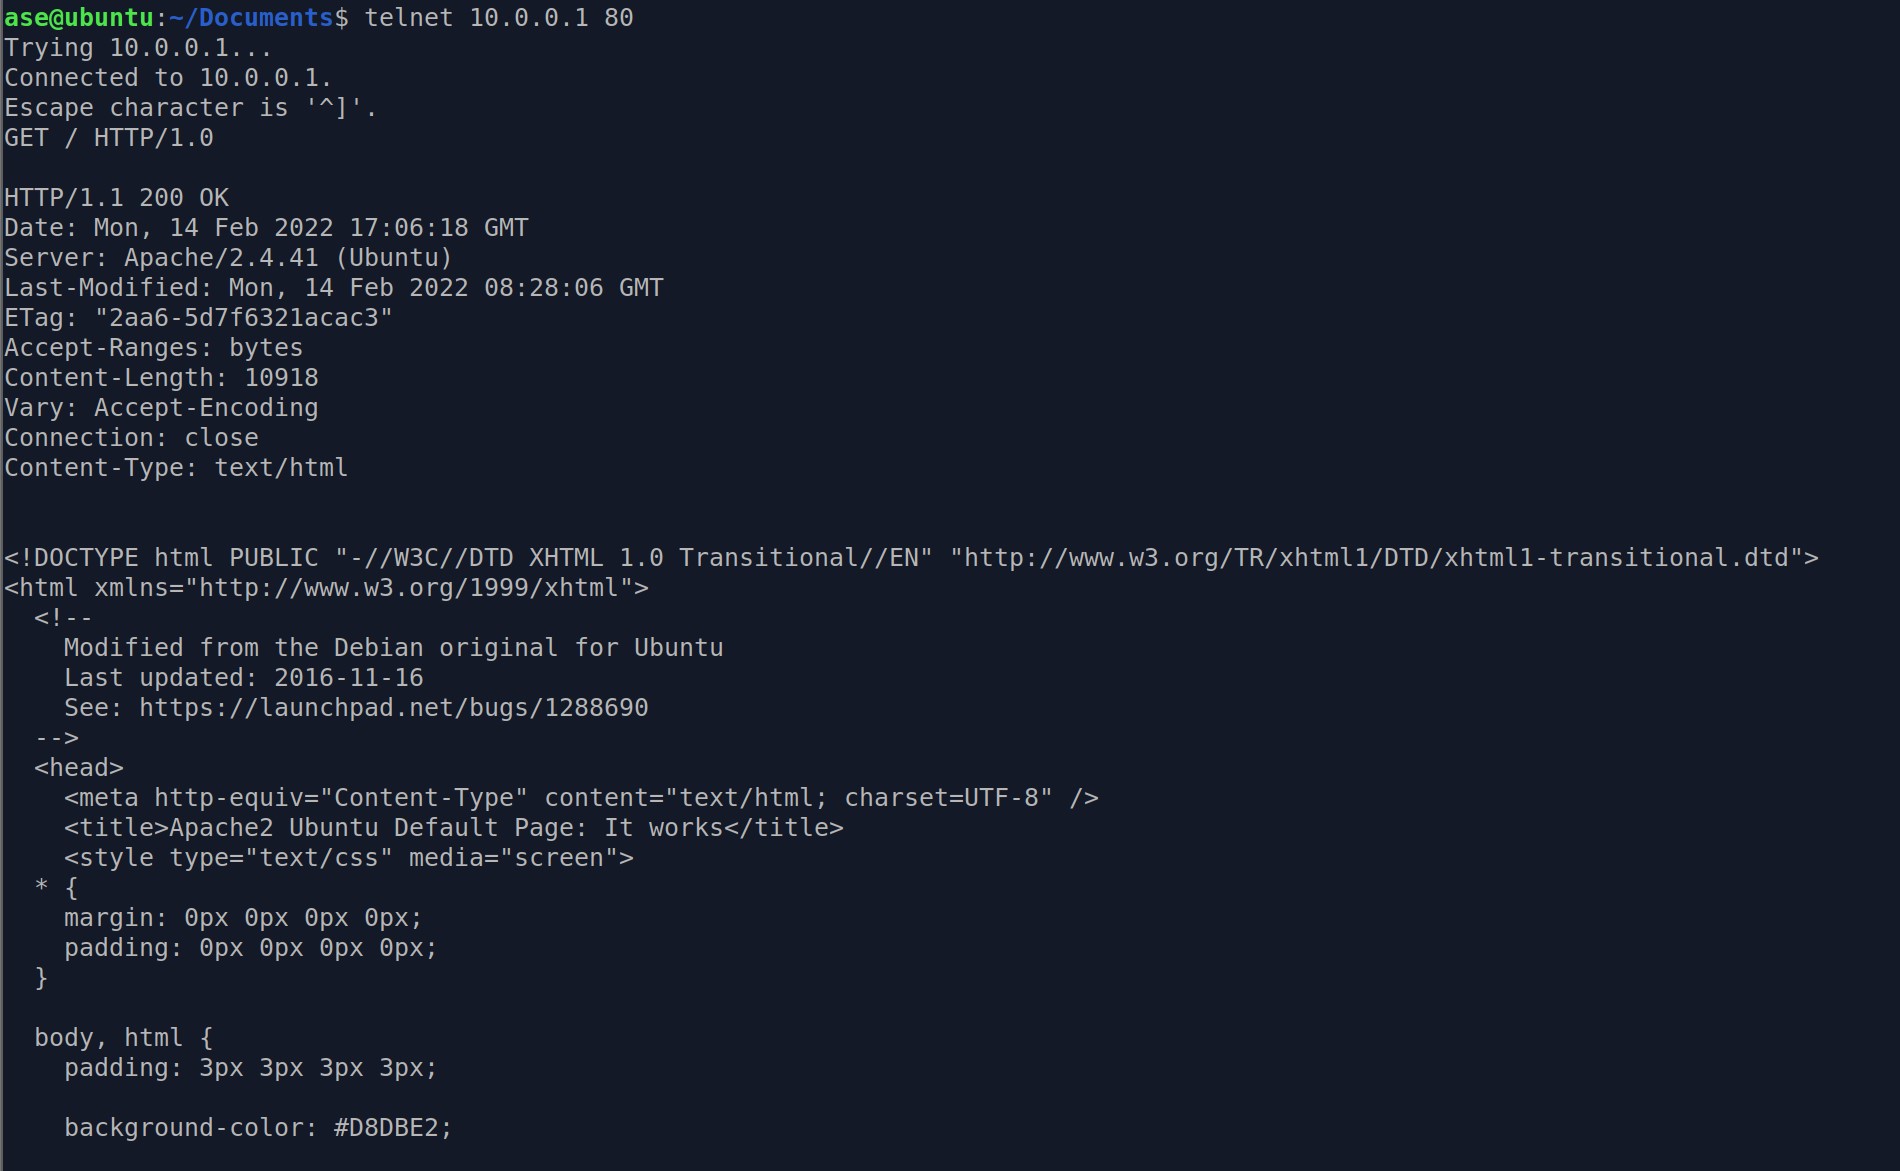 ase@ubuntu:~/Documents$ telnet 10.0.0.1 80
Trying 10.0.0.1...
Connected to 10.0.0.1.
Escape character is '^]'.
GET / HTTP/1.0

HTTP/1.1 200 OK
Date: Mon, 14 Feb 2022 17:06:18 GMT
Server: Apache/2.4.41 (Ubuntu)
Last-Modified: Mon, 14 Feb 2022 08:28:06 GMT
ETag: "2aa6-5d7f6321acac3"
Accept-Ranges: bytes
Content-Length: 10918
Vary: Accept-Encoding
Connection: close
Content-Type: text/html


<!DOCTYPE html PUBLIC "-//W3C//DTD XHTML 1.0 Transitional//EN" "http://www.w3.org/TR/xhtml1/DTD/xhtml1-transitional.dtd">
<html xmlns="http://www.w3.org/1999/xhtml">
  <!--
    Modified from the Debian original for Ubuntu
    Last updated: 2016-11-16
    See: https://launchpad.net/bugs/1288690
  -->
  <head>
    <meta http-equiv="Content-Type" content="text/html; charset=UTF-8" />
    <title>Apache2 Ubuntu Default Page: It works</title>
    <style type="text/css" media="screen">
  * {
    margin: 0px 0px 0px 0px;
    padding: 0px 0px 0px 0px;
  }

  body, html {
    padding: 3px 3px 3px 3px;

    background-color: #D8DBE2;